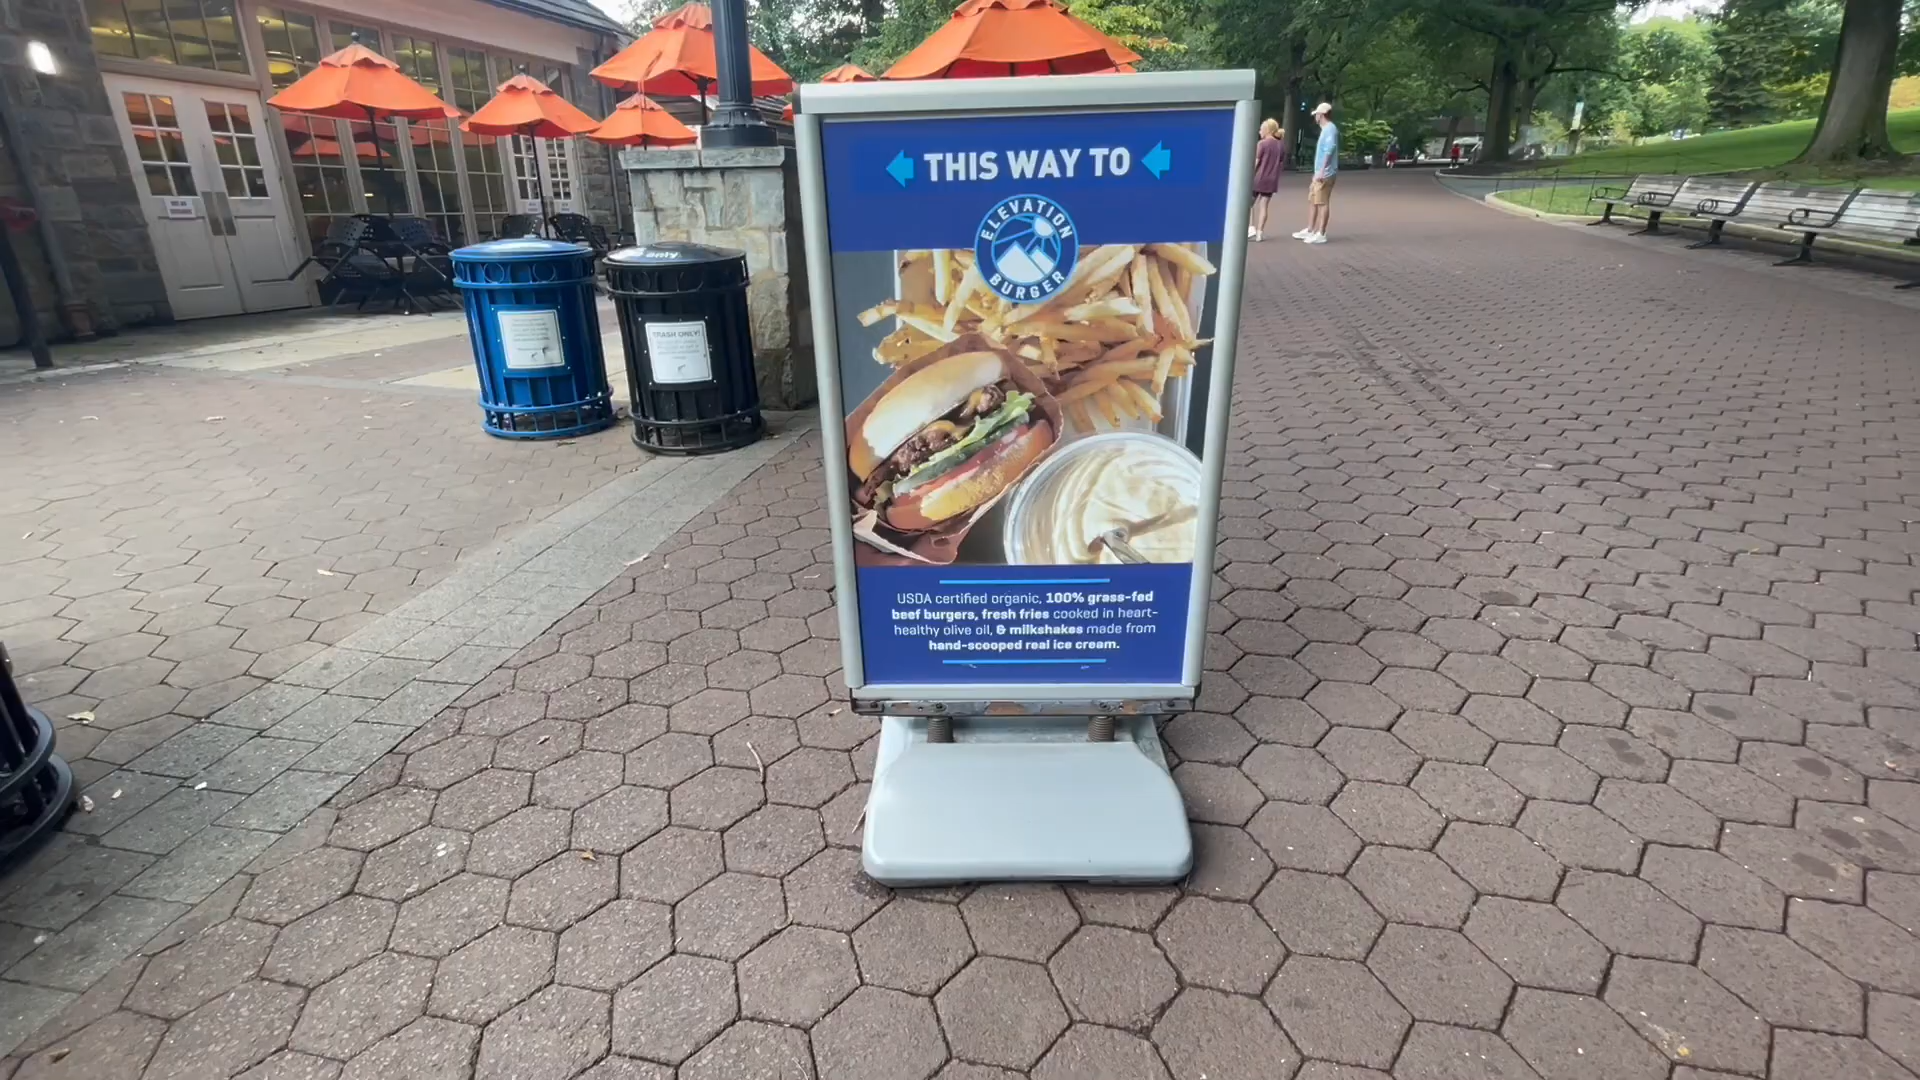 THIS WAY TO
ELEVATION
BURGER
USDA certified organic, 100% grass-fed
beef burgers, fresh fries cooked in heart-
healthy olive oil, & milkshakes made from
hand-scooped real ice cream.
only
TRASH ONLY!